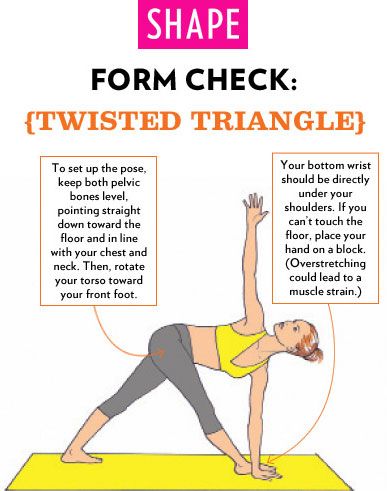 SHAPE
FORM CHECK:
{TWISTED TRIANGLE}
To set up the pose,
keep both pelvic
bones level,
pointing straight
down toward the
floor and in line
with your chest and
neck. Then, rotate
your torso toward
your front foot.
Your bottom wrist
should be directly
under your
shoulders. If you
can't touch the
floor, place your
hand on a block.
(Overstretching
could lead to a
muscle strain.)